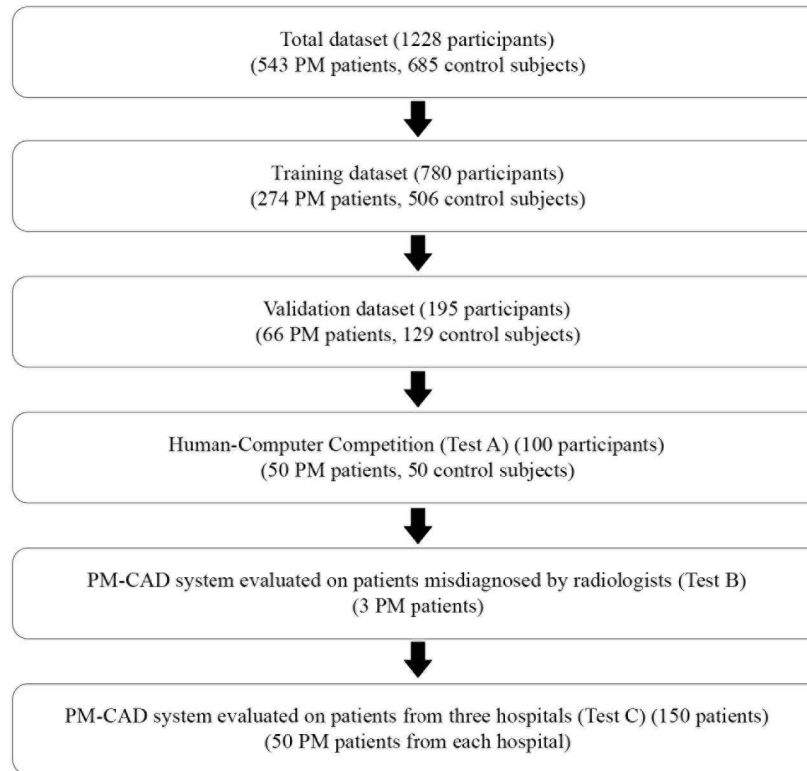 Total dataset (1228 participants)
(543 PM patients, 685 control subjects)
Training dataset (780 participants)
(274 PM patients, 506 control subjects)
Validation dataset (195 participants)
(66 PM patients, 129 control subjects)
Human-Computer Competition (Test A) (100 participants)
(50 PM patients, 50 control subjects)
PM-CAD system evaluated on patients misdiagnosed by radiologists (Test B)
(3 PM patients)
PM-CAD system evaluated on patients from three hospitals (Test C) (150 patients)
(50 PM patients from each hospital)